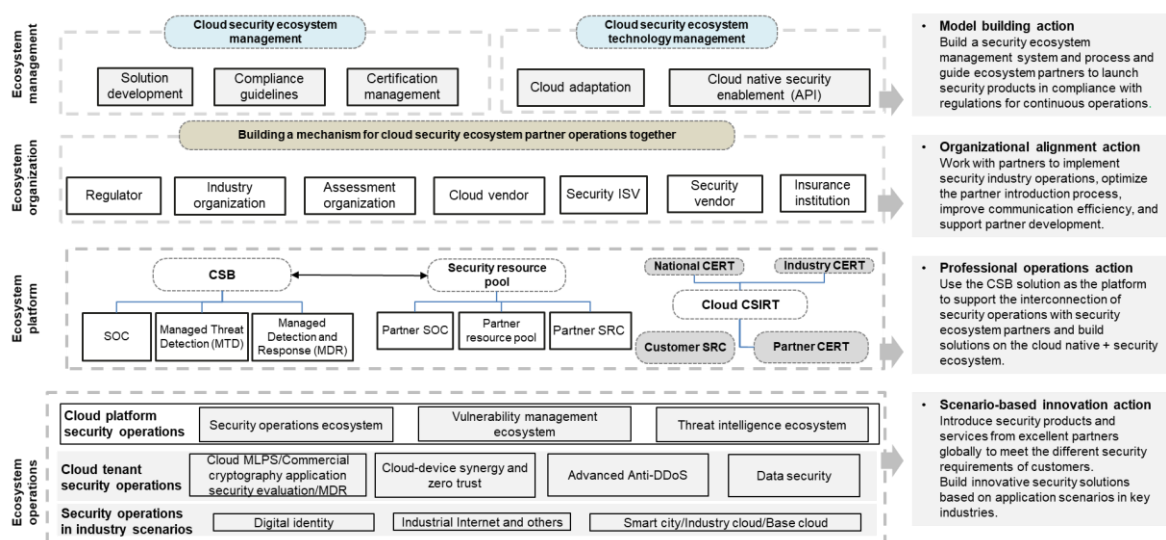 Ecosystem
management
Cloud security ecosystem
management
Solution
development
Compliance
guidelines
Certification
management
Cloud security ecosystem
technology management
Cloud adaptation
Cloud native security
enablement (API)
• Model building action
Build a security ecosystem
management system and process and
guide ecosystem partners to launch
security products in compliance with
regulations for continuous operations.
Ecosystem
organization
Building a mechanism for cloud security ecosystem partner operations together
Regulator
Industry
organization
Assessment
organization
Cloud vendor
Security ISV
Security
vendor
Insurance
institution
• Organizational alignment action
Work with partners to implement
security industry operations, optimize
the partner introduction process,
improve communication efficiency, and
support partner development.
Ecosystem
platform
CSB
SOC
Managed Threat
Detection (MTD)
Managed
Detection and
Response (MDR)
Security resource
pool
Partner SOC
Partner
resource pool
Partner SRC
National CERT
Industry CERT
Cloud CSIRT
Customer SRC
Partner CERT
• Professional operations action
Use the CSB solution as the platform
to support the interconnection of
security operations with security
ecosystem partners and build
solutions on the cloud native + security
ecosystem.
Ecosystem
operations
Cloud platform
security operations
Security operations ecosystem
Vulnerability management
ecosystem
Threat intelligence ecosystem
Cloud tenant
security operations
Cloud MLPS/Commercial
cryptography application
security evaluation/MDR
Cloud-device synergy and
zero trust
Advanced Anti-DDoS
Data security
Security operations
in industry scenarios
Digital identity
Industrial Internet and others
Smart city/Industry cloud/Base cloud
• Scenario-based innovation action
Introduce security products and
services from excellent partners
globally to meet the different security
requirements of customers.
Build innovative security solutions
based on application scenarios in key
industries.